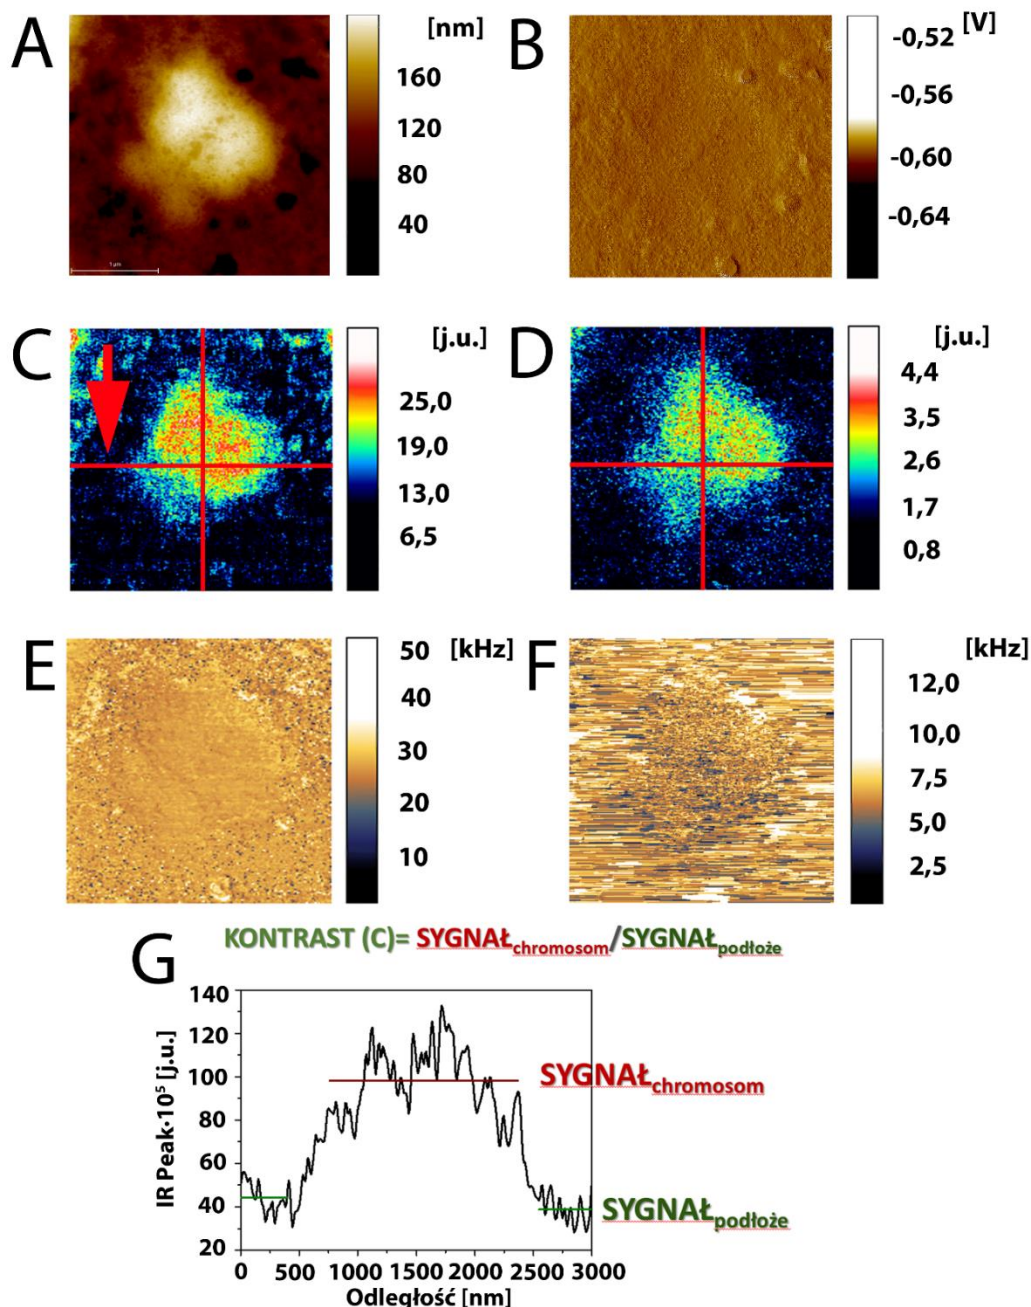 A
[nm]
160
120
80
40
1 µm
B
[V]
-0,52
-0,56
-0,60
-0,64
C
[j.u.]
25,0
19,0
13,0
6,5
D
[j.u.]
4,4
3,5
2,6
1,7
0,8
E
[kHz]
50
40
30
20
10
F
[kHz]
12,0
10,0
7,5
5,0
2,5
KONTRAST (C)= SYGNAŁchromosom/SYGNAŁpodłoże
G
140
120
100
80
60
40
20
IR Peak·10⁵ [j.u.]
SYGNAŁchromosom
SYGNAŁpodłoże
0 500 1000 1500 2000 2500 3000
Odległość [nm]